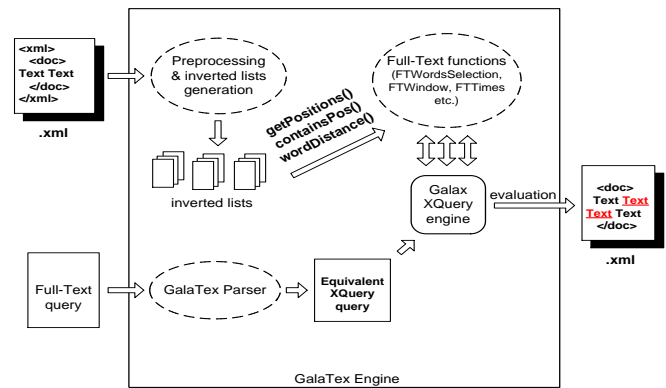 <xml>
<doc>
Text Text
</doc>
</xml>
.xml
Preprocessing
& inverted lists
generation
inverted lists
getPositions()
containsPos()
wordDistance()
Full-Text functions
(FTWordsSelection,
FTWindow, FTTimes
etc.)
Galax
XQuery
engine
evaluation
<doc>
Text Text
Text Text
</doc>
.xml
Full-Text
query
GalaTex Parser
Equivalent
XQuery
query
GalaTex Engine